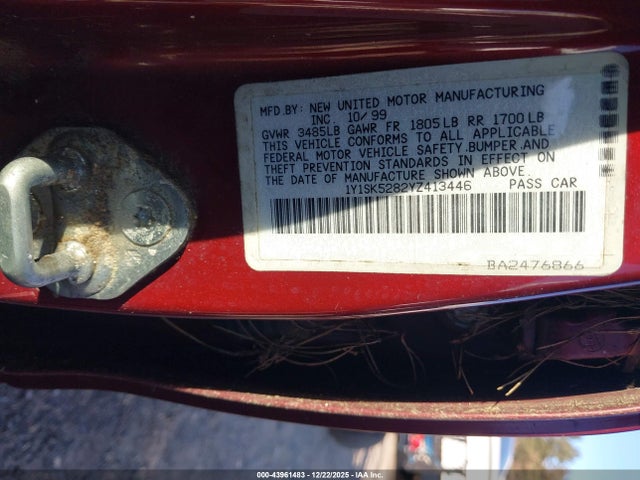 MFD.BY: NEW UNITED MOTOR MANUFACTURING
INC. 10/99
GVWR 3485LB GAWR FR 1805LB RR 1700LB
THIS VEHICLE CONFORMS TO ALL APPLICABLE
FEDERAL MOTOR VEHICLE SAFETY.BUMPER.AND
THEFT PREVENTION STANDARDS IN EFFECT ON
THE DATE OF MANUFACTURE SHOWN ABOVE.
1Y1SK5282YZ413446 PASS CAR
BA2476866
000-43961483 - 12/22/2025 - IAA Inc.